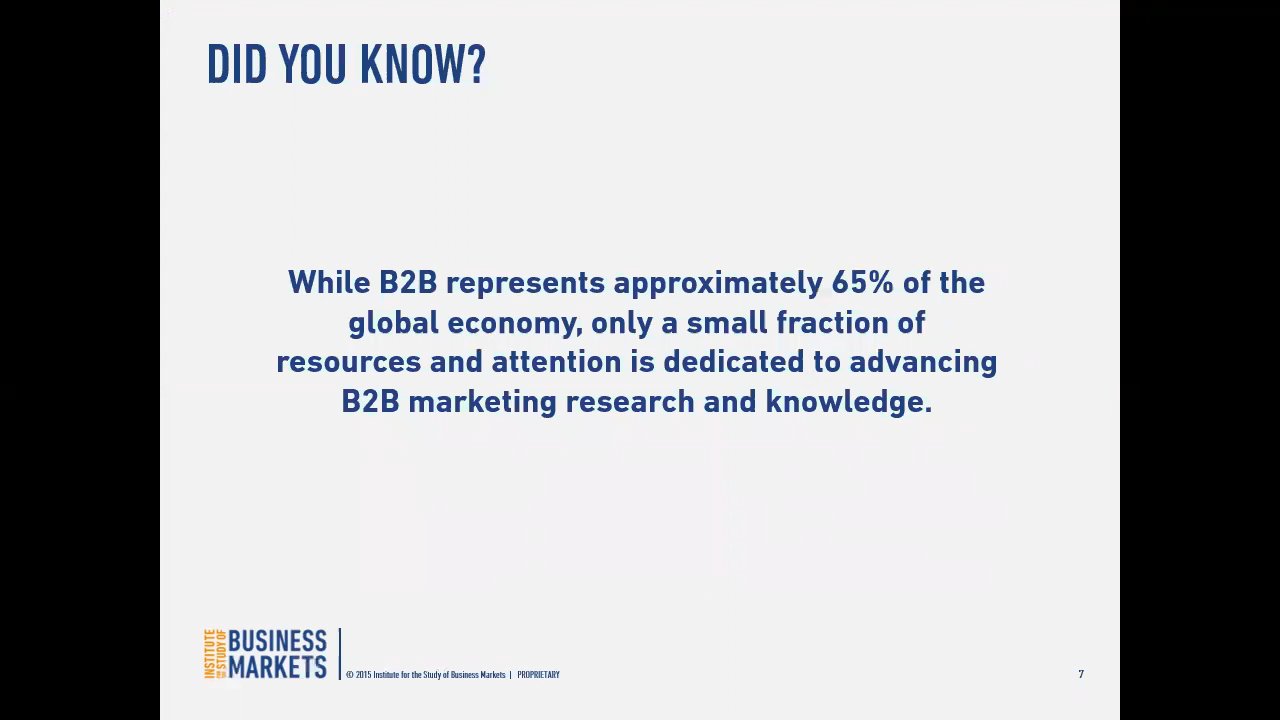 DID YOU KNOW?
While B2B represents approximately 65% of the
global economy, only a small fraction of
resources and attention is dedicated to advancing
B2B marketing research and knowledge.
INSTITUTE
FOR THE STUDY OF
BUSINESS
MARKETS
© 2015 Institute for the Study of Business Markets | PROPRIETARY
7